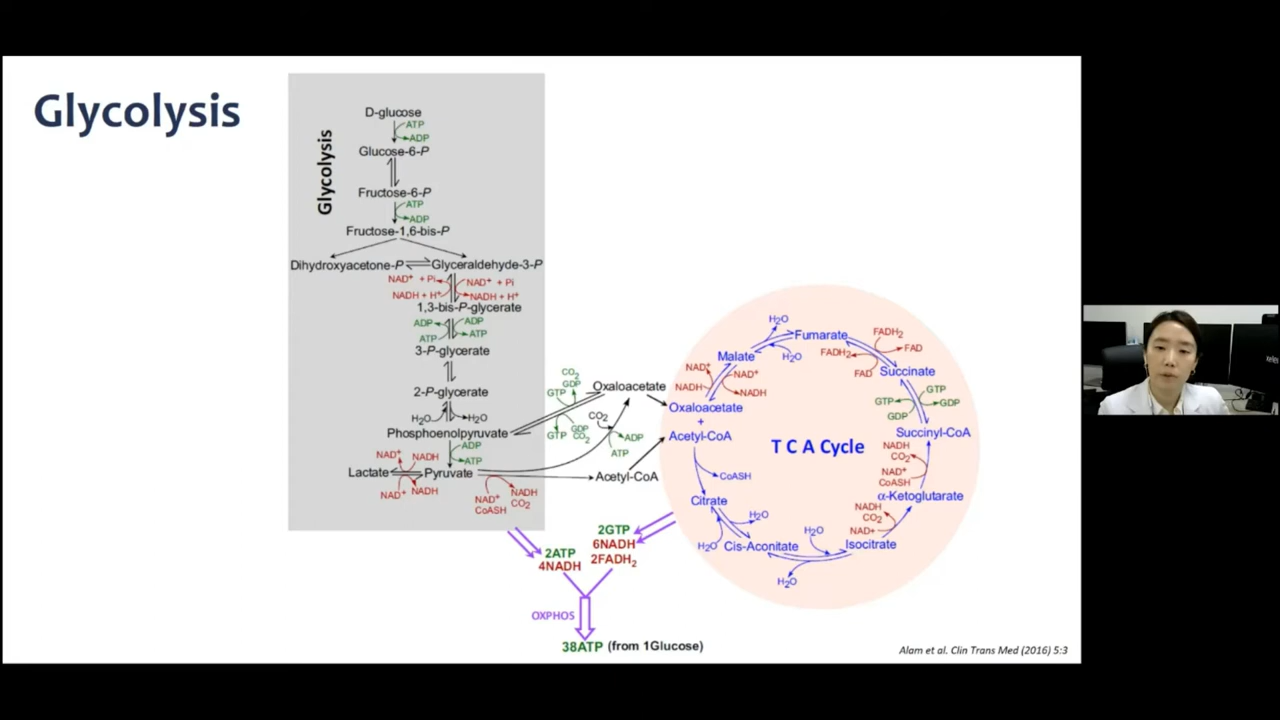 Glycolysis
Glycolysis
D-glucose
ATP
ADP
Glucose-6-P
Fructose-6-P
ATP
ADP
Fructose-1,6-bis-P
Dihydroxyacetone-P
Glyceraldehyde-3-P
NAD⁺ + Pi
NAD⁺ + Pi
NADH + H⁺
NADH + H⁺
1,3-bis-P-glycerate
ADP
ADP
ATP
ATP
3-P-glycerate
2-P-glycerate
H₂O
H₂O
Phosphoenolpyruvate
ADP
ATP
NAD⁺
NADH
Lactate
Pyruvate
NAD⁺
NADH
NAD⁺
CoASH
NADH
CO₂
CO₂
GDP
GTP
GTP
GDP
CO₂
Oxaloacetate
CO₂
ADP
ATP
Acetyl-CoA
T C A Cycle
Oxaloacetate
+
Acetyl-CoA
CoASH
Citrate
H₂O
H₂O
Cis-Aconitate
H₂O
H₂O
Isocitrate
NAD+
CO₂
NADH
α-Ketoglutarate
CoASH
NAD⁺
CO₂
NADH
Succinyl-CoA
GTP
GDP
GTP
GDP
Succinate
FADH₂
FAD
FADH₂
FAD
Fumarate
H₂O
H₂O
Malate
NAD⁺
NADH
NAD⁺
NADH
2ATP
4NADH
2GTP
6NADH
2FADH₂
OXPHOS
38ATP (from 1Glucose)
Alam et al. Clin Trans Med (2016) 5:3